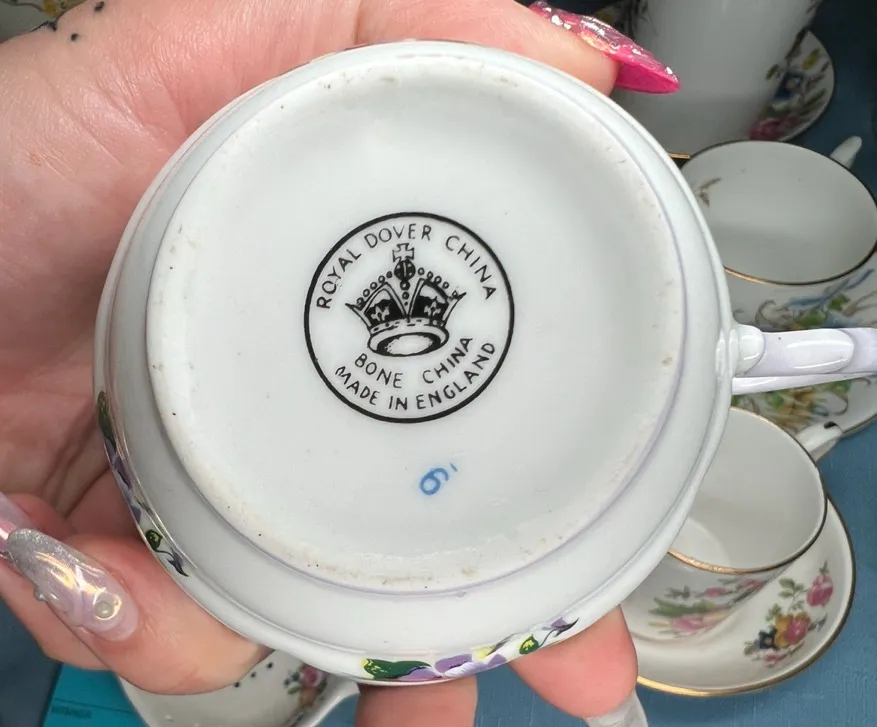 ROYAL DOVER CHINA
BONE CHINA
MADE IN ENGLAND
6